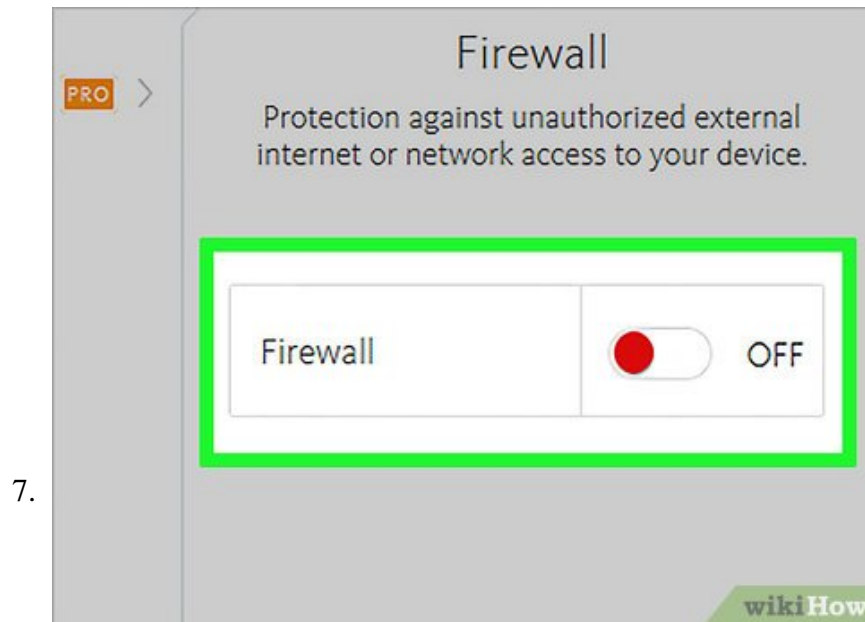 Firewall
PRO
Protection against unauthorized external
internet or network access to your device.
Firewall
OFF
7.
wikiHow